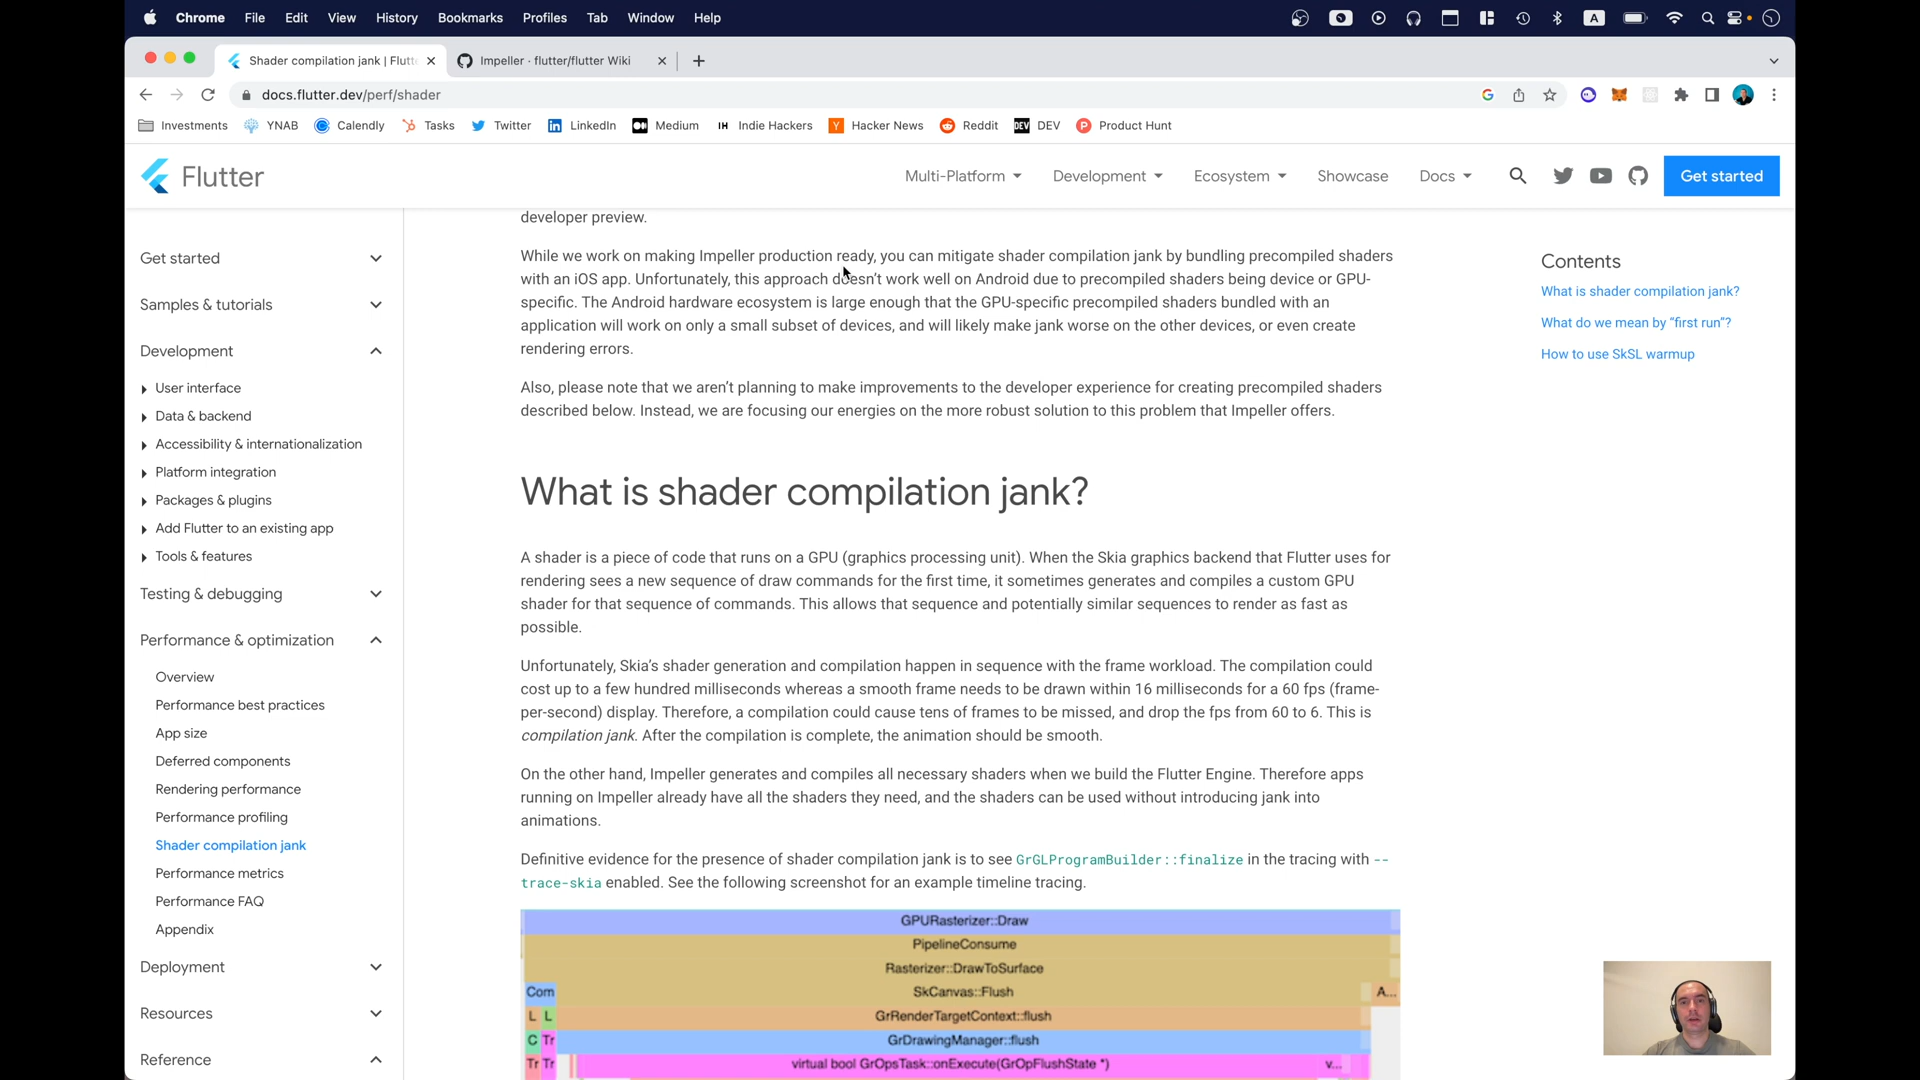 Chrome File Edit View History Bookmarks Profiles Tab Window Help
A
Shader compilation jank | Flutt
Impeller · flutter/flutter Wiki
docs.flutter.dev/perf/shader
Investments YNAB Calendly Tasks Twitter LinkedIn Medium IH Indie Hackers Hacker News Reddit DEV DEV Product Hunt
Flutter
Multi-Platform Development Ecosystem Showcase Docs Get started
Get started
Samples & tutorials
Development
User interface
Data & backend
Accessibility & internationalization
Platform integration
Packages & plugins
Add Flutter to an existing app
Tools & features
Testing & debugging
Performance & optimization
Overview
Performance best practices
App size
Deferred components
Rendering performance
Performance profiling
Shader compilation jank
Performance metrics
Performance FAQ
Appendix
Deployment
Resources
Reference
developer preview.
While we work on making Impeller production ready, you can mitigate shader compilation jank by bundling precompiled shaders
with an iOS app. Unfortunately, this approach doesn't work well on Android due to precompiled shaders being device or GPU-
specific. The Android hardware ecosystem is large enough that the GPU-specific precompiled shaders bundled with an
application will work on only a small subset of devices, and will likely make jank worse on the other devices, or even create
rendering errors.
Also, please note that we aren't planning to make improvements to the developer experience for creating precompiled shaders
described below. Instead, we are focusing our energies on the more robust solution to this problem that Impeller offers.
What is shader compilation jank?
A shader is a piece of code that runs on a GPU (graphics processing unit). When the Skia graphics backend that Flutter uses for
rendering sees a new sequence of draw commands for the first time, it sometimes generates and compiles a custom GPU
shader for that sequence of commands. This allows that sequence and potentially similar sequences to render as fast as
possible.
Unfortunately, Skia's shader generation and compilation happen in sequence with the frame workload. The compilation could
cost up to a few hundred milliseconds whereas a smooth frame needs to be drawn within 16 milliseconds for a 60 fps (frame-
per-second) display. Therefore, a compilation could cause tens of frames to be missed, and drop the fps from 60 to 6. This is
compilation jank. After the compilation is complete, the animation should be smooth.
On the other hand, Impeller generates and compiles all necessary shaders when we build the Flutter Engine. Therefore apps
running on Impeller already have all the shaders they need, and the shaders can be used without introducing jank into
animations.
Definitive evidence for the presence of shader compilation jank is to see GrGLProgramBuilder::finalize in the tracing with --
trace-skia enabled. See the following screenshot for an example timeline tracing.
GPURasterizer::Draw
PipelineConsume
Rasterizer::DrawToSurface
Com SkCanvas::Flush A...
L L GrRenderTargetContext::flush
C Tr GrDrawingManager::flush
Tr Tr virtual bool GrOpsTask::onExecute(GrOpFlushState *) v...
Contents
What is shader compilation jank?
What do we mean by “first run”?
How to use SkSL warmup